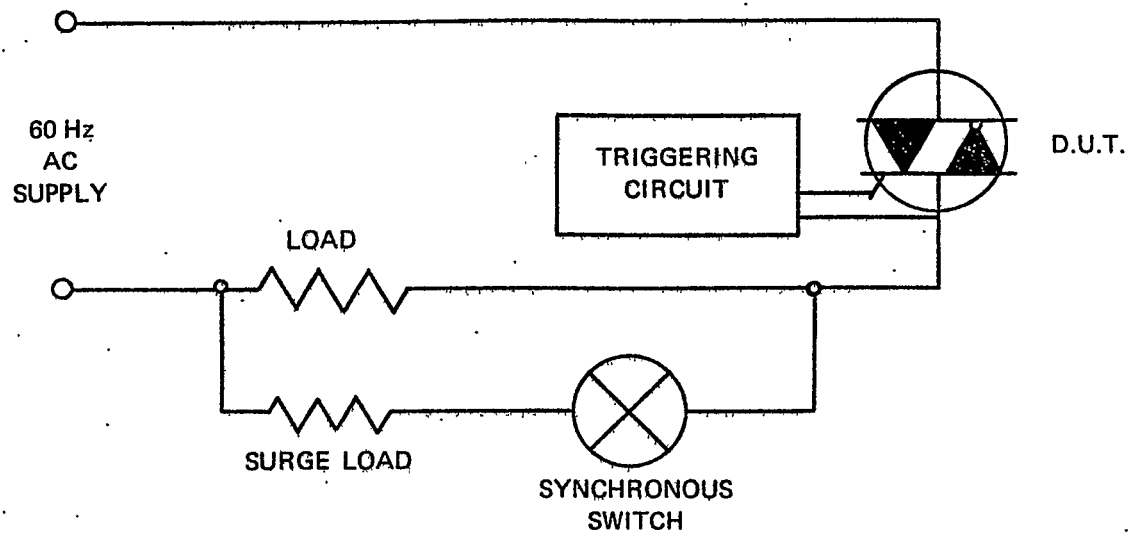 60 Hz
AC
SUPPLY
TRIGGERING
CIRCUIT
D.U.T.
LOAD
SURGE LOAD
SYNCHRONOUS
SWITCH